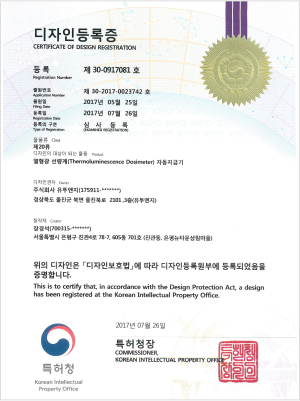 디자인등록증
CERTIFICATE OF DESIGN REGISTRATION
등록 제 30-0917081 호
Registration Number
출원번호 제 30-2017-0023742 호
Application Number
출원일 2017년 05월 25일
Filing Date
등록일 2017년 07월 26일
Registration Date
등록의 구분 심사등록
Type of Registration (EXAMINED REGISTRATION)
물품류 Class
제20류
디자인의 대상이 되는 물품 Product
열형광 선량계(Thermoluminescence Dosimeter) 자동지급기
디자인권자 Owner
주식회사 유투엔지(175911-*******)
경상북도 울진군 북면 울진북로 2101 ,3층(유투엔지)
창작자 Creator
장경석(700315-*******)
서울특별시 은평구 진관4로 78-7, 605동 701호 (진관동, 은평뉴타운상림마을)
위의 디자인은 「디자인보호법」에 따라 디자인등록원부에 등록되었음을
증명합니다.
This is to certify that, in accordance with the Design Protection Act, a design
has been registered at the Korean Intellectual Property Office.
2017년 07월 26일
특허청장
COMMISSIONER,
KOREAN INTELLECTUAL PROPERTY OFFICE
특허청
Korean Intellectual
Property Office